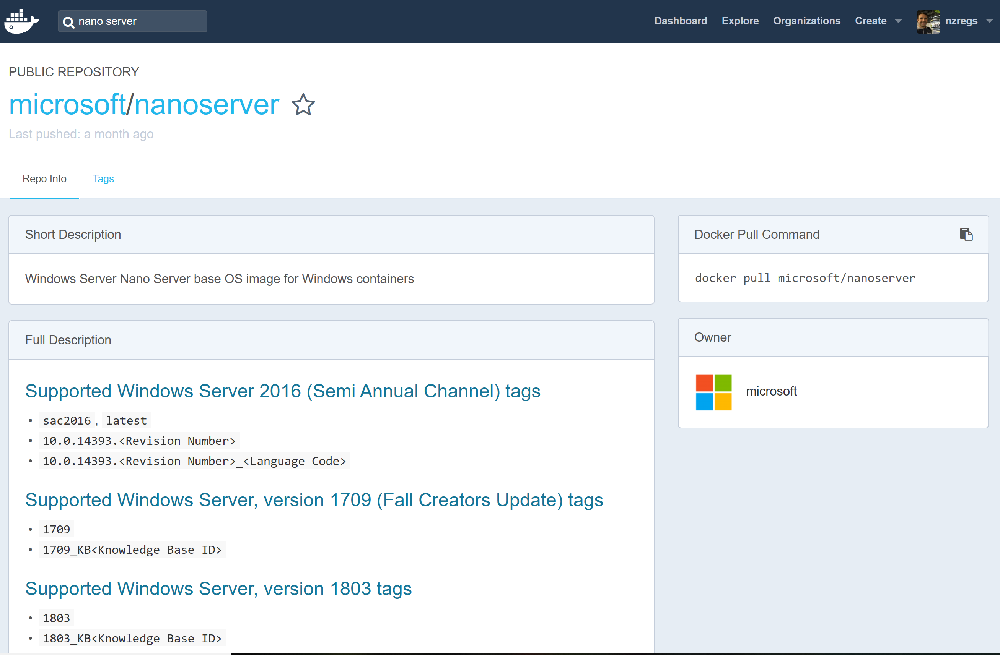 nano server
Dashboard Explore Organizations Create nzregs
PUBLIC REPOSITORY
microsoft/nanoserver
Last pushed: a month ago
Repo Info Tags
Short Description
Windows Server Nano Server base OS image for Windows containers
Docker Pull Command
docker pull microsoft/nanoserver
Owner
microsoft
Full Description
Supported Windows Server 2016 (Semi Annual Channel) tags
• sac2016, latest
• 10.0.14393.<Revision Number>
• 10.0.14393.<Revision Number>_<Language Code>
Supported Windows Server, version 1709 (Fall Creators Update) tags
• 1709
• 1709_KB<Knowledge Base ID>
Supported Windows Server, version 1803 tags
• 1803
• 1803_KB<Knowledge Base ID>